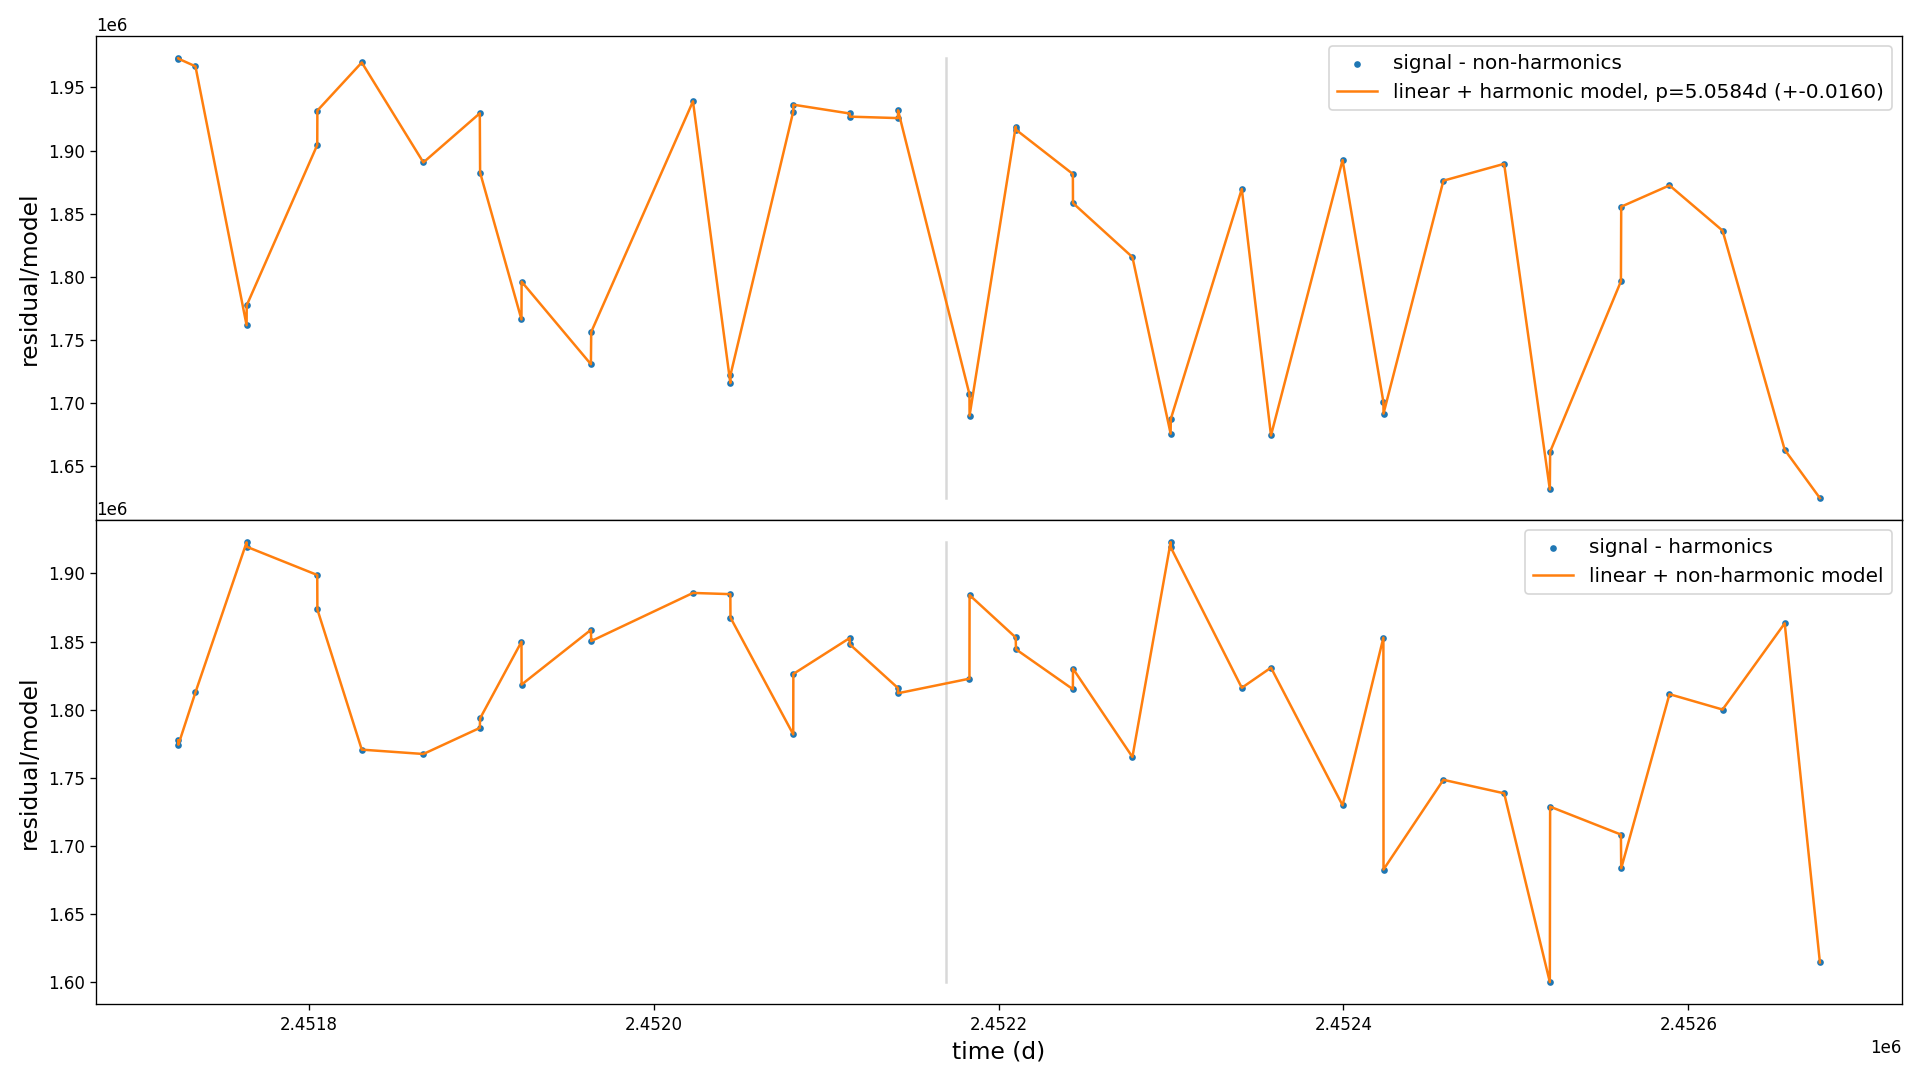 1e6
signal - non-harmonics
linear + harmonic model, p=5.0584d (+-0.0160)
1.95
1.90
1.85
1.80
1.75
1.70
1.65
residual/model
1e6
signal - harmonics
linear + non-harmonic model
1.90
1.85
1.80
1.75
1.70
1.65
1.60
residual/model
2.4518
2.4520
2.4522
2.4524
2.4526
time (d)
1e6